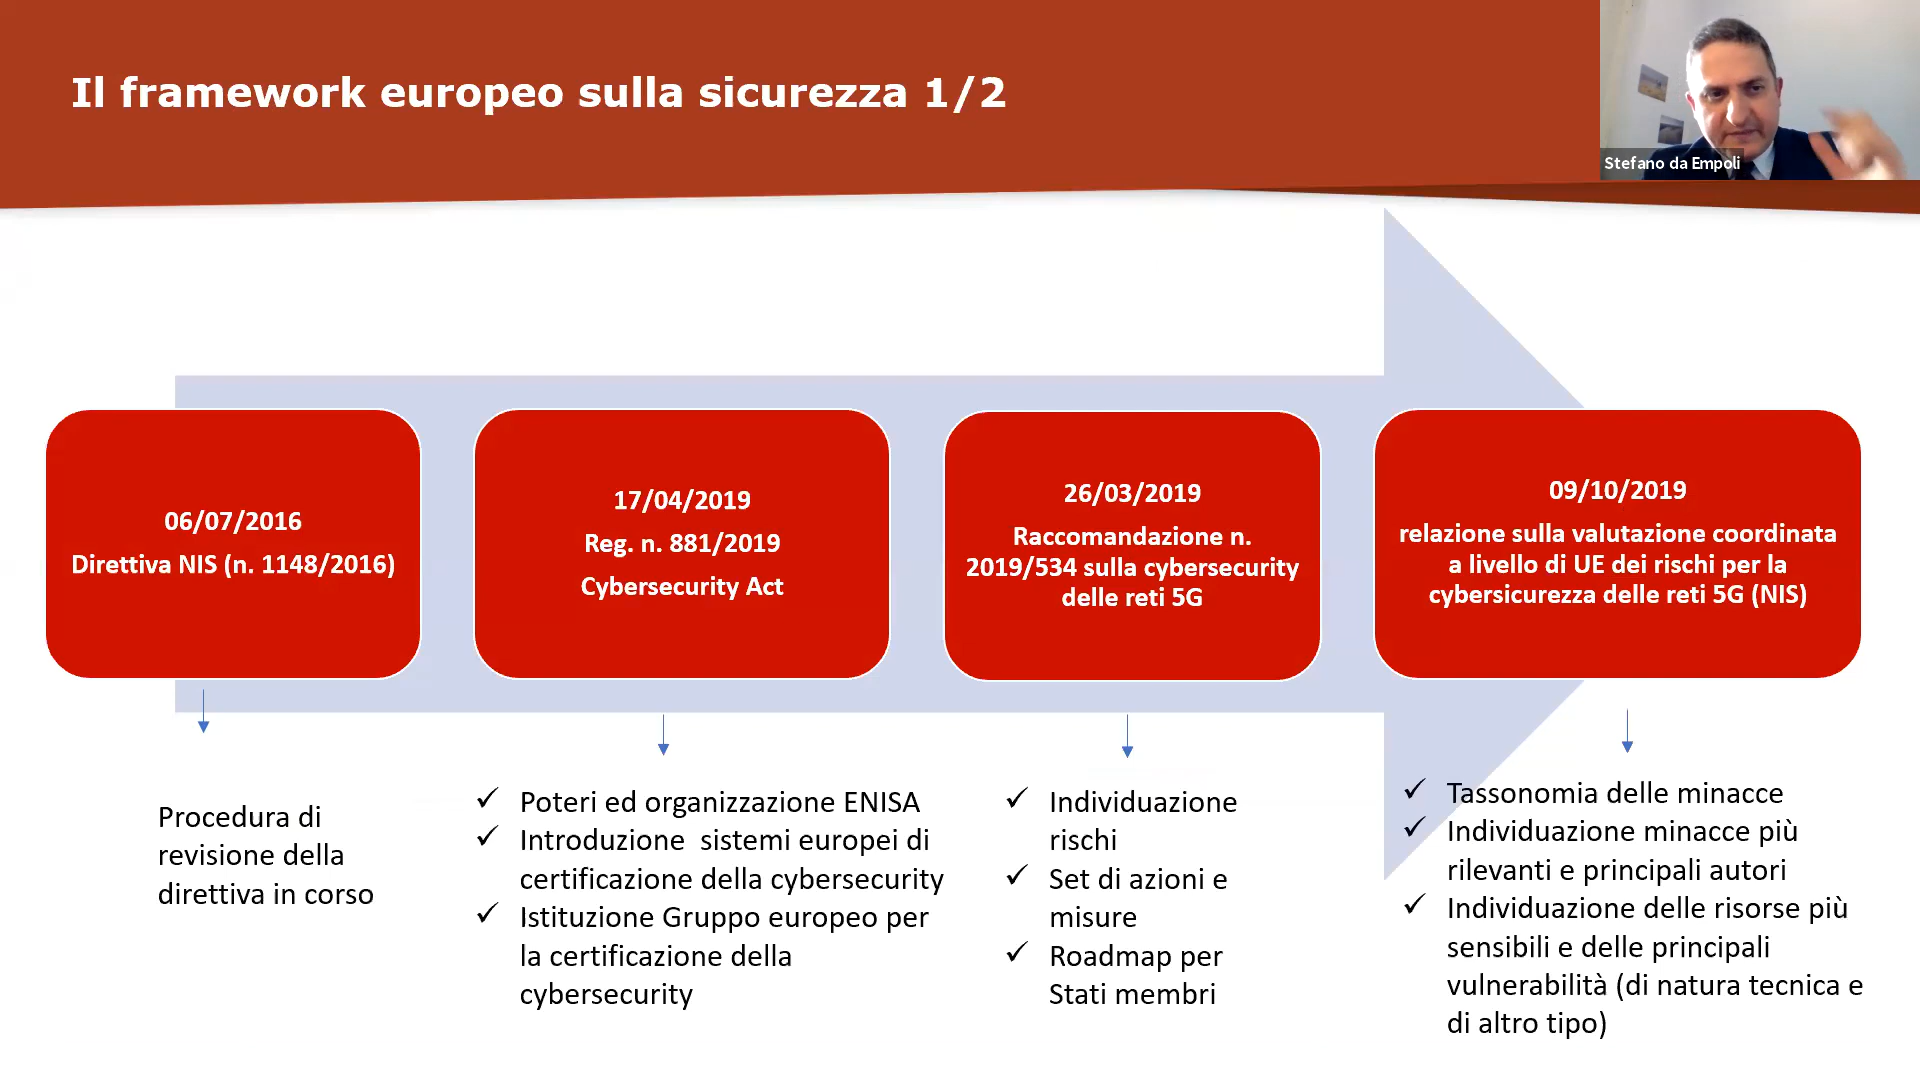 Il framework europeo sulla sicurezza 1/2
Stefano da Empoli
06/07/2016
Direttiva NIS (n. 1148/2016)
17/04/2019
Reg. n. 881/2019
Cybersecurity Act
26/03/2019
Raccomandazione n.
2019/534 sulla cybersecurity
delle reti 5G
09/10/2019
relazione sulla valutazione coordinata
a livello di UE dei rischi per la
cybersicurezza delle reti 5G (NIS)
Procedura di
revisione della
direttiva in corso
✓ Poteri ed organizzazione ENISA
✓ Introduzione  sistemi europei di
certificazione della cybersecurity
✓ Istituzione Gruppo europeo per
la certificazione della
cybersecurity
✓ Individuazione
rischi
✓ Set di azioni e
misure
✓ Roadmap per
Stati membri
✓ Tassonomia delle minacce
✓ Individuazione minacce più
rilevanti e principali autori
✓ Individuazione delle risorse più
sensibili e delle principali
vulnerabilità (di natura tecnica e
di altro tipo)